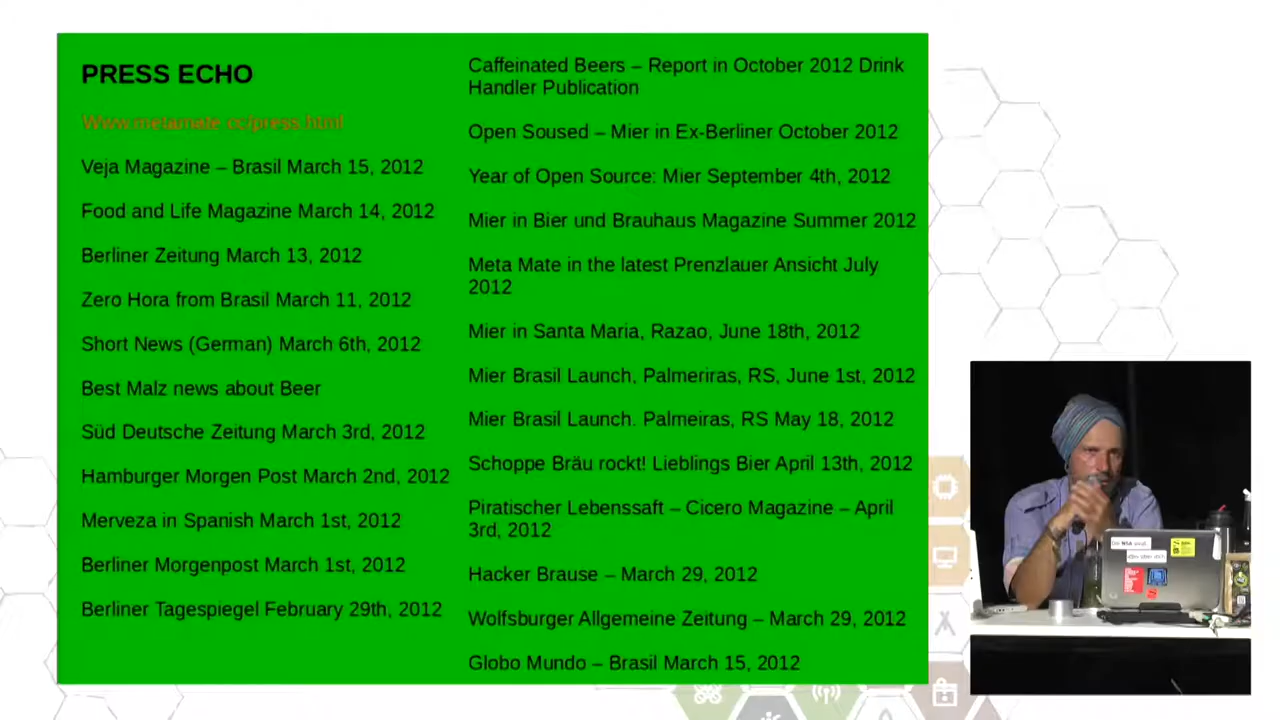 PRESS ECHO
Www.metamate.cc/press.html
Veja Magazine – Brasil March 15, 2012
Food and Life Magazine March 14, 2012
Berliner Zeitung March 13, 2012
Zero Hora from Brasil March 11, 2012
Short News (German) March 6th, 2012
Best Malz news about Beer
Süd Deutsche Zeitung March 3rd, 2012
Hamburger Morgen Post March 2nd, 2012
Merveza in Spanish March 1st, 2012
Berliner Morgenpost March 1st, 2012
Berliner Tagespiegel February 29th, 2012
Caffeinated Beers – Report in October 2012 Drink
Handler Publication
Open Soused – Mier in Ex-Berliner October 2012
Year of Open Source: Mier September 4th, 2012
Mier in Bier und Brauhaus Magazine Summer 2012
Meta Mate in the latest Prenzlauer Ansicht July
2012
Mier in Santa Maria, Razao, June 18th, 2012
Mier Brasil Launch, Palmeriras, RS, June 1st, 2012
Mier Brasil Launch. Palmeiras, RS May 18, 2012
Schoppe Bräu rockt! Lieblings Bier April 13th, 2012
Piratischer Lebenssaft – Cicero Magazine – April
3rd, 2012
Hacker Brause – March 29, 2012
Wolfsburger Allgemeine Zeitung – March 29, 2012
Globo Mundo – Brasil March 15, 2012